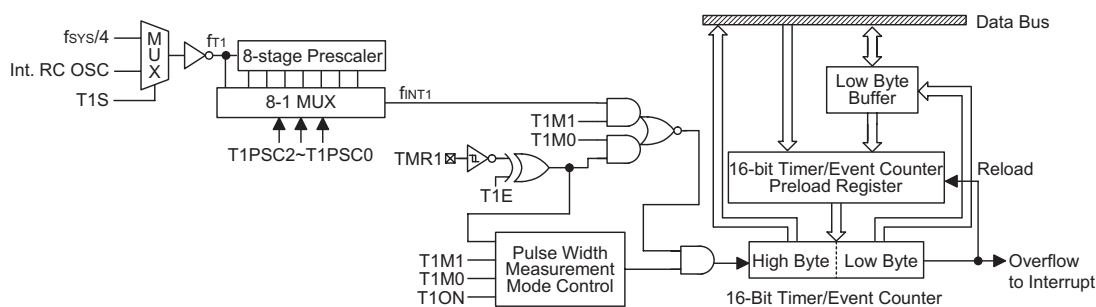 fSYS/4
Int. RC OSC
T1S
MUX
fT1
8-stage Prescaler
8-1 MUX
T1PSC2~T1PSC0
fINT1
T1M1
T1M0
TMR1
T1E
T1M1
T1M0
T1ON
Pulse Width
Measurement
Mode Control
Data Bus
Low Byte
Buffer
16-bit Timer/Event Counter
Preload Register
Reload
High Byte
Low Byte
16-Bit Timer/Event Counter
Overflow
to Interrupt